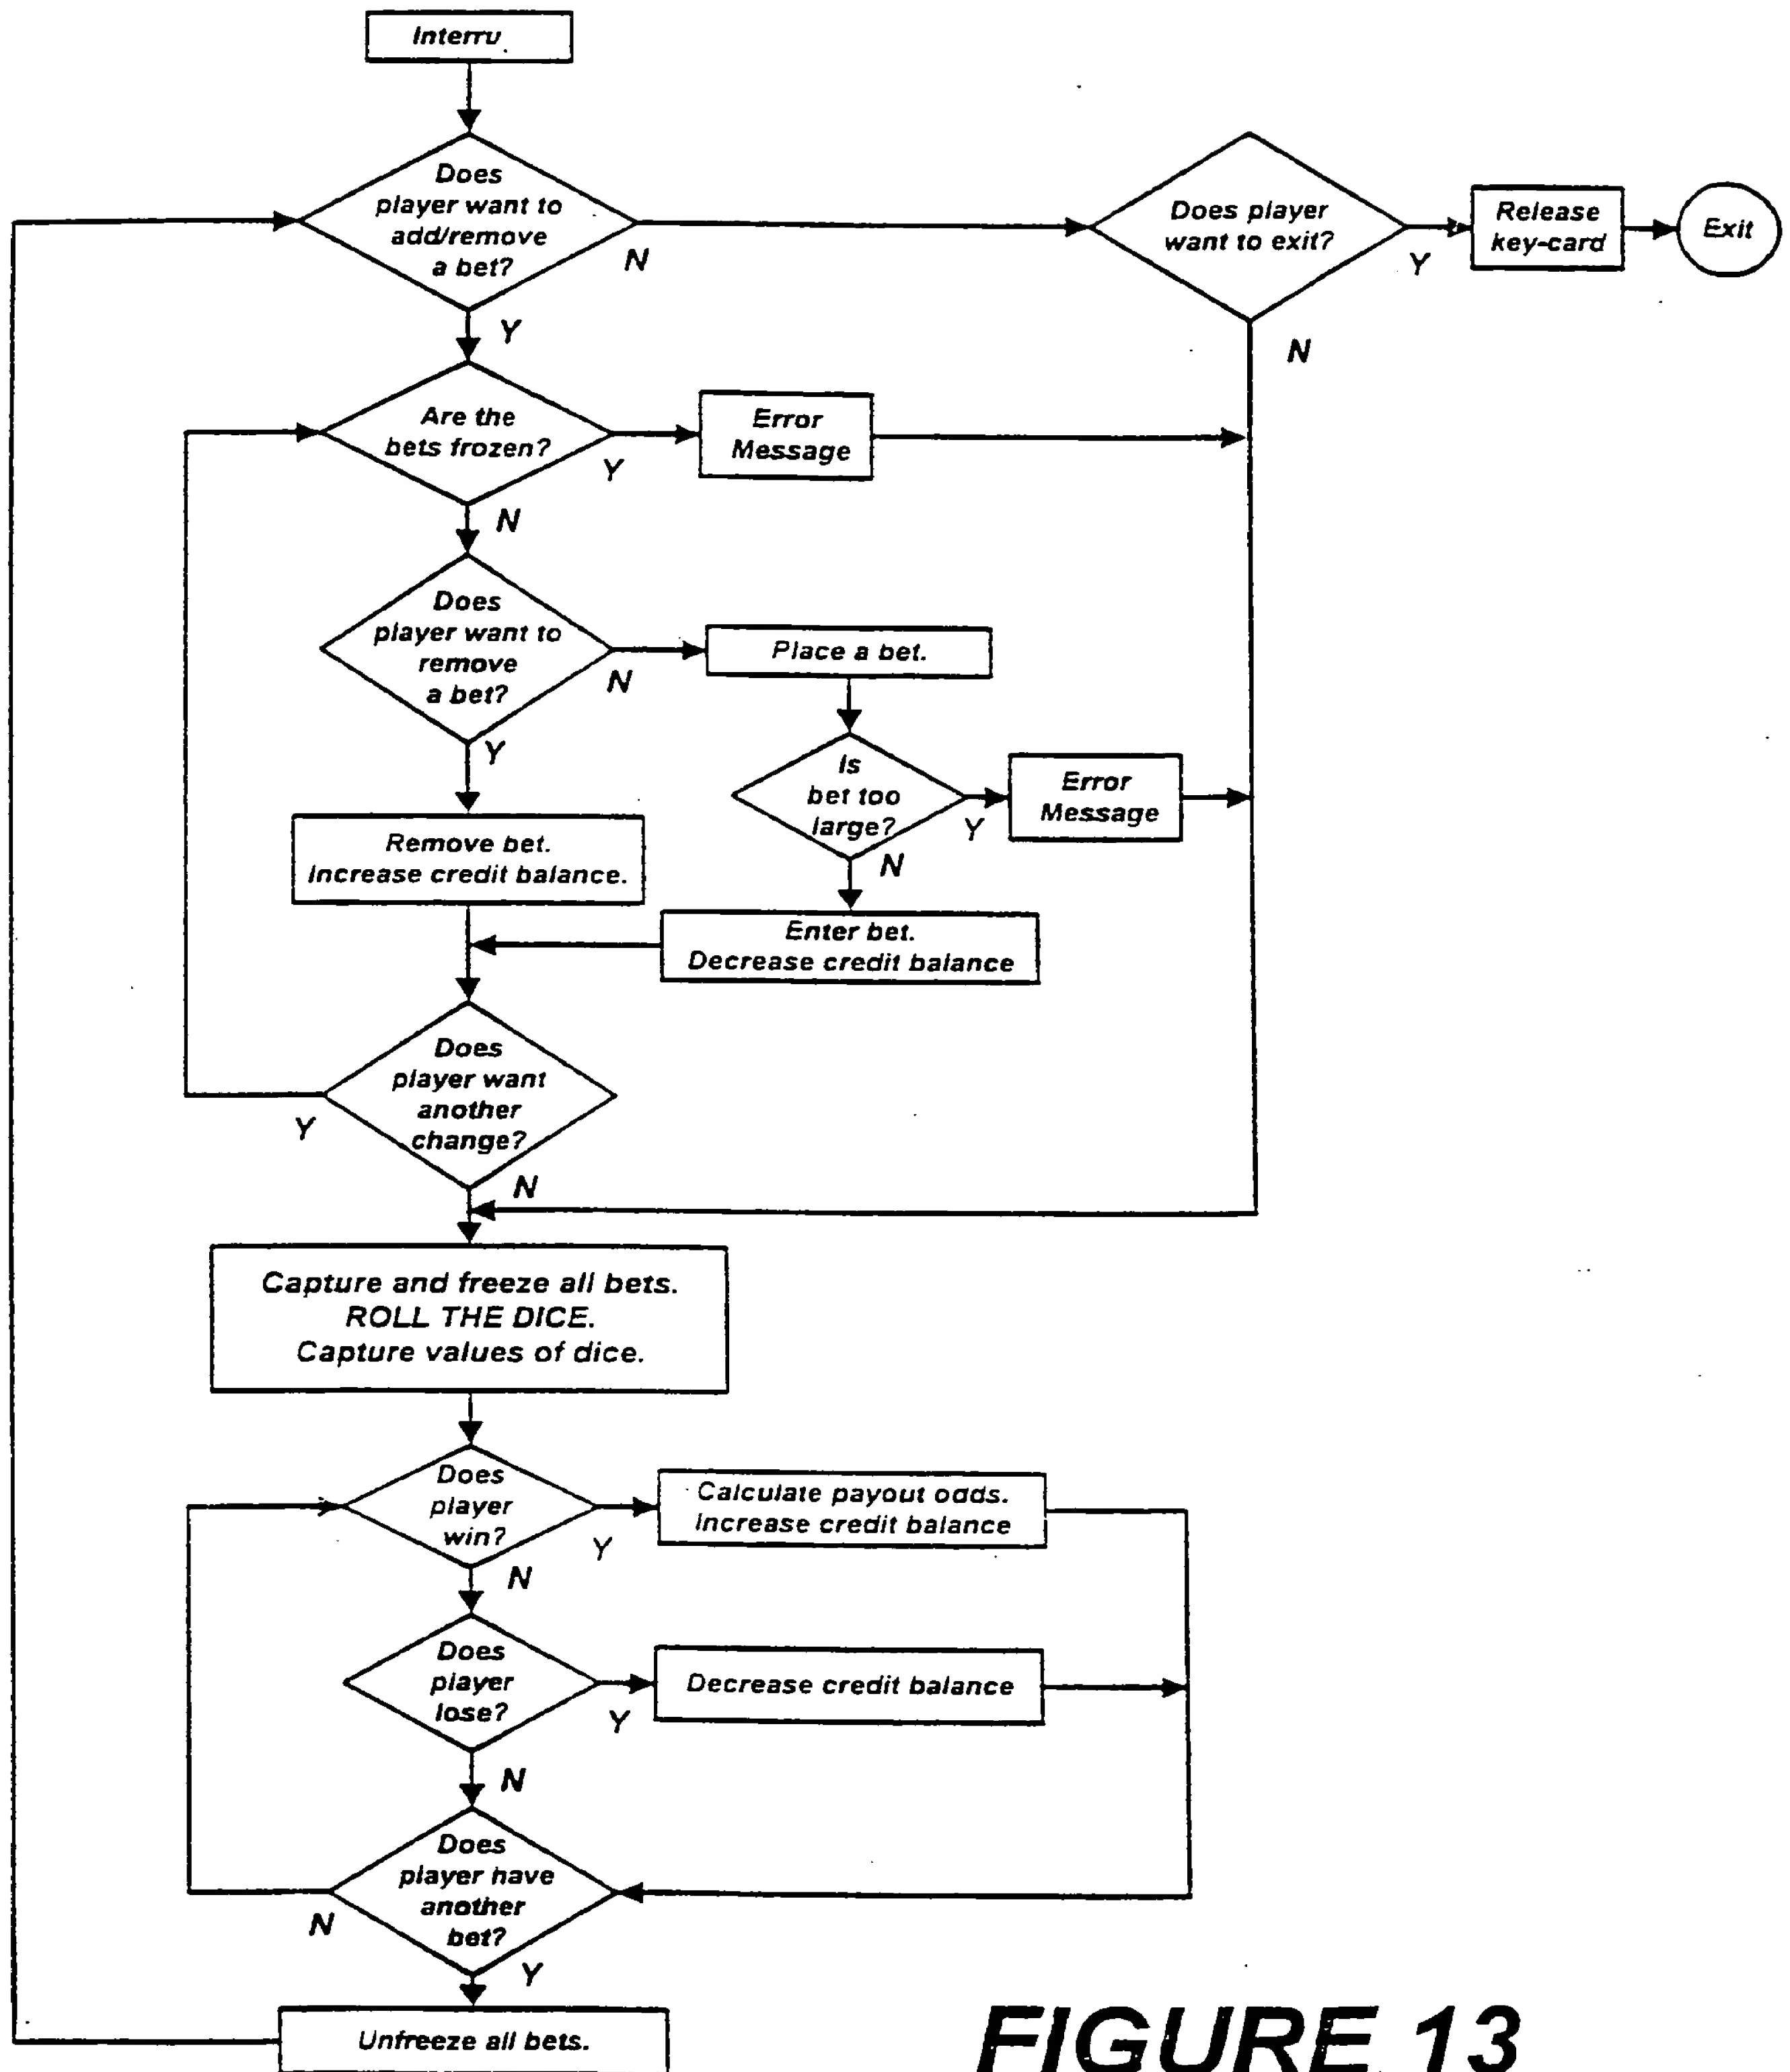 Interru
Does
player want to
add/remove
a bet?
N
Y
Does player
want to exit?
Y
N
Release
key-card
Exit
Are the
bets frozen?
Y
N
Error
Message
Does
player want to
remove
a bet?
N
Y
Place a bet.
Is
bet too
large?
Y
N
Error
Message
Remove bet.
Increase credit balance.
Enter bet.
Decrease credit balance
Does
player want
another
change?
Y
N
Capture and freeze all bets.
ROLL THE DICE.
Capture values of dice.
Does
player
win?
Y
N
Calculate payout odds.
Increase credit balance
Does
player
lose?
Y
N
Decrease credit balance
Does
player have
another
bet?
N
Y
Unfreeze all bets.
FIGURE 13